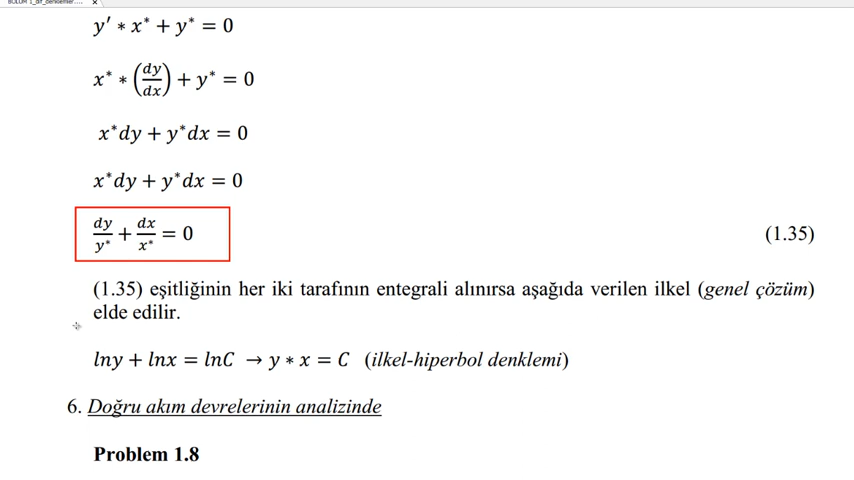 BÖLÜM 1_dif_denklemler....
y′ * x* + y* = 0
x* * (dy/dx) + y* = 0
x*dy + y*dx = 0
x*dy + y*dx = 0
dy/y* + dx/x* = 0 (1.35)
(1.35) eşitliğinin her iki tarafının entegrali alınırsa aşağıda verilen ilkel (genel çözüm)
elde edilir.
lny + lnx = lnC → y * x = C (ilkel-hiperbol denklemi)
6. Doğru akım devrelerinin analizinde
Problem 1.8